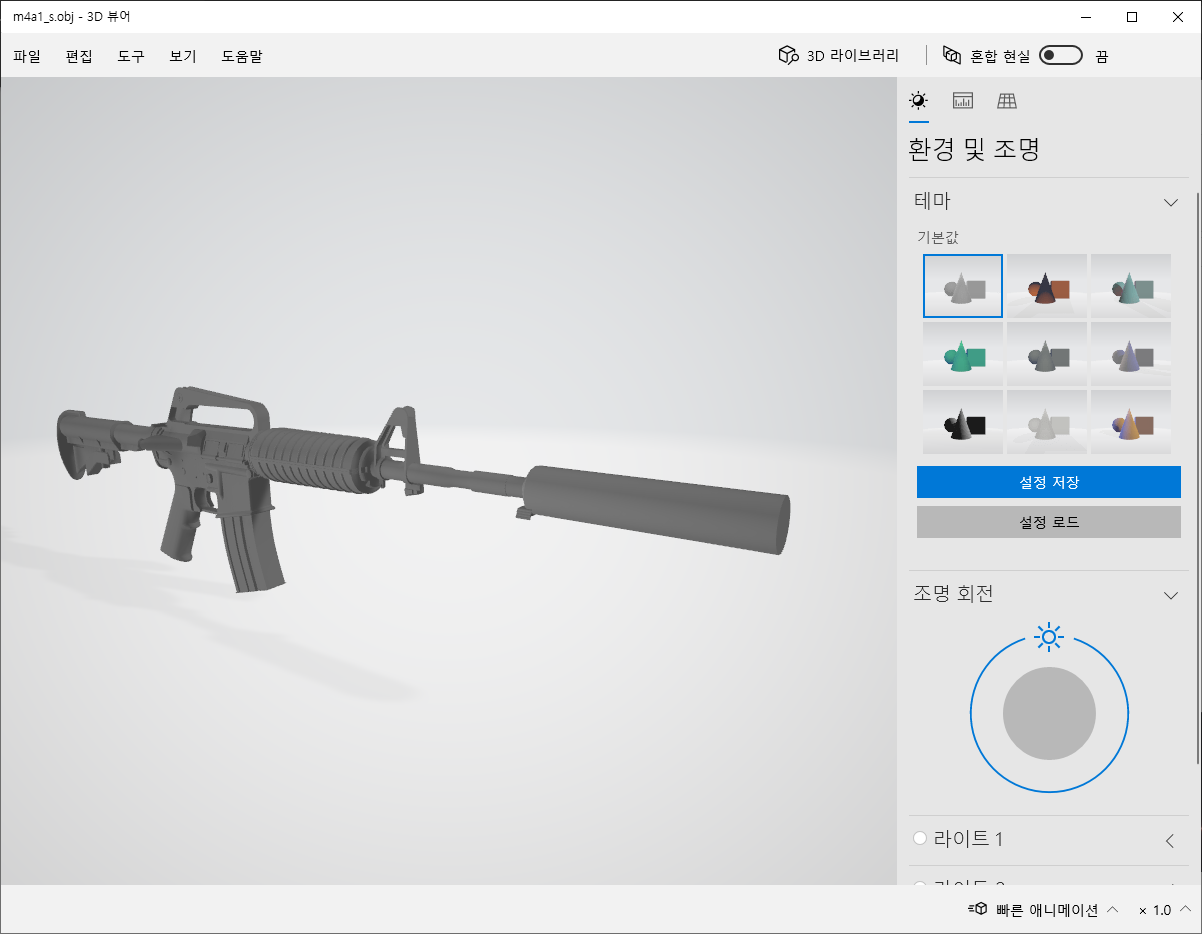 m4a1_s.obj - 3D 뷰어
파일 편집 도구 보기 도움말 3D 라이브러리 혼합 현실 끔
환경 및 조명
테마
기본값
설정 저장
설정 로드
조명 회전
라이트 1
빠른 애니메이션 × 1.0